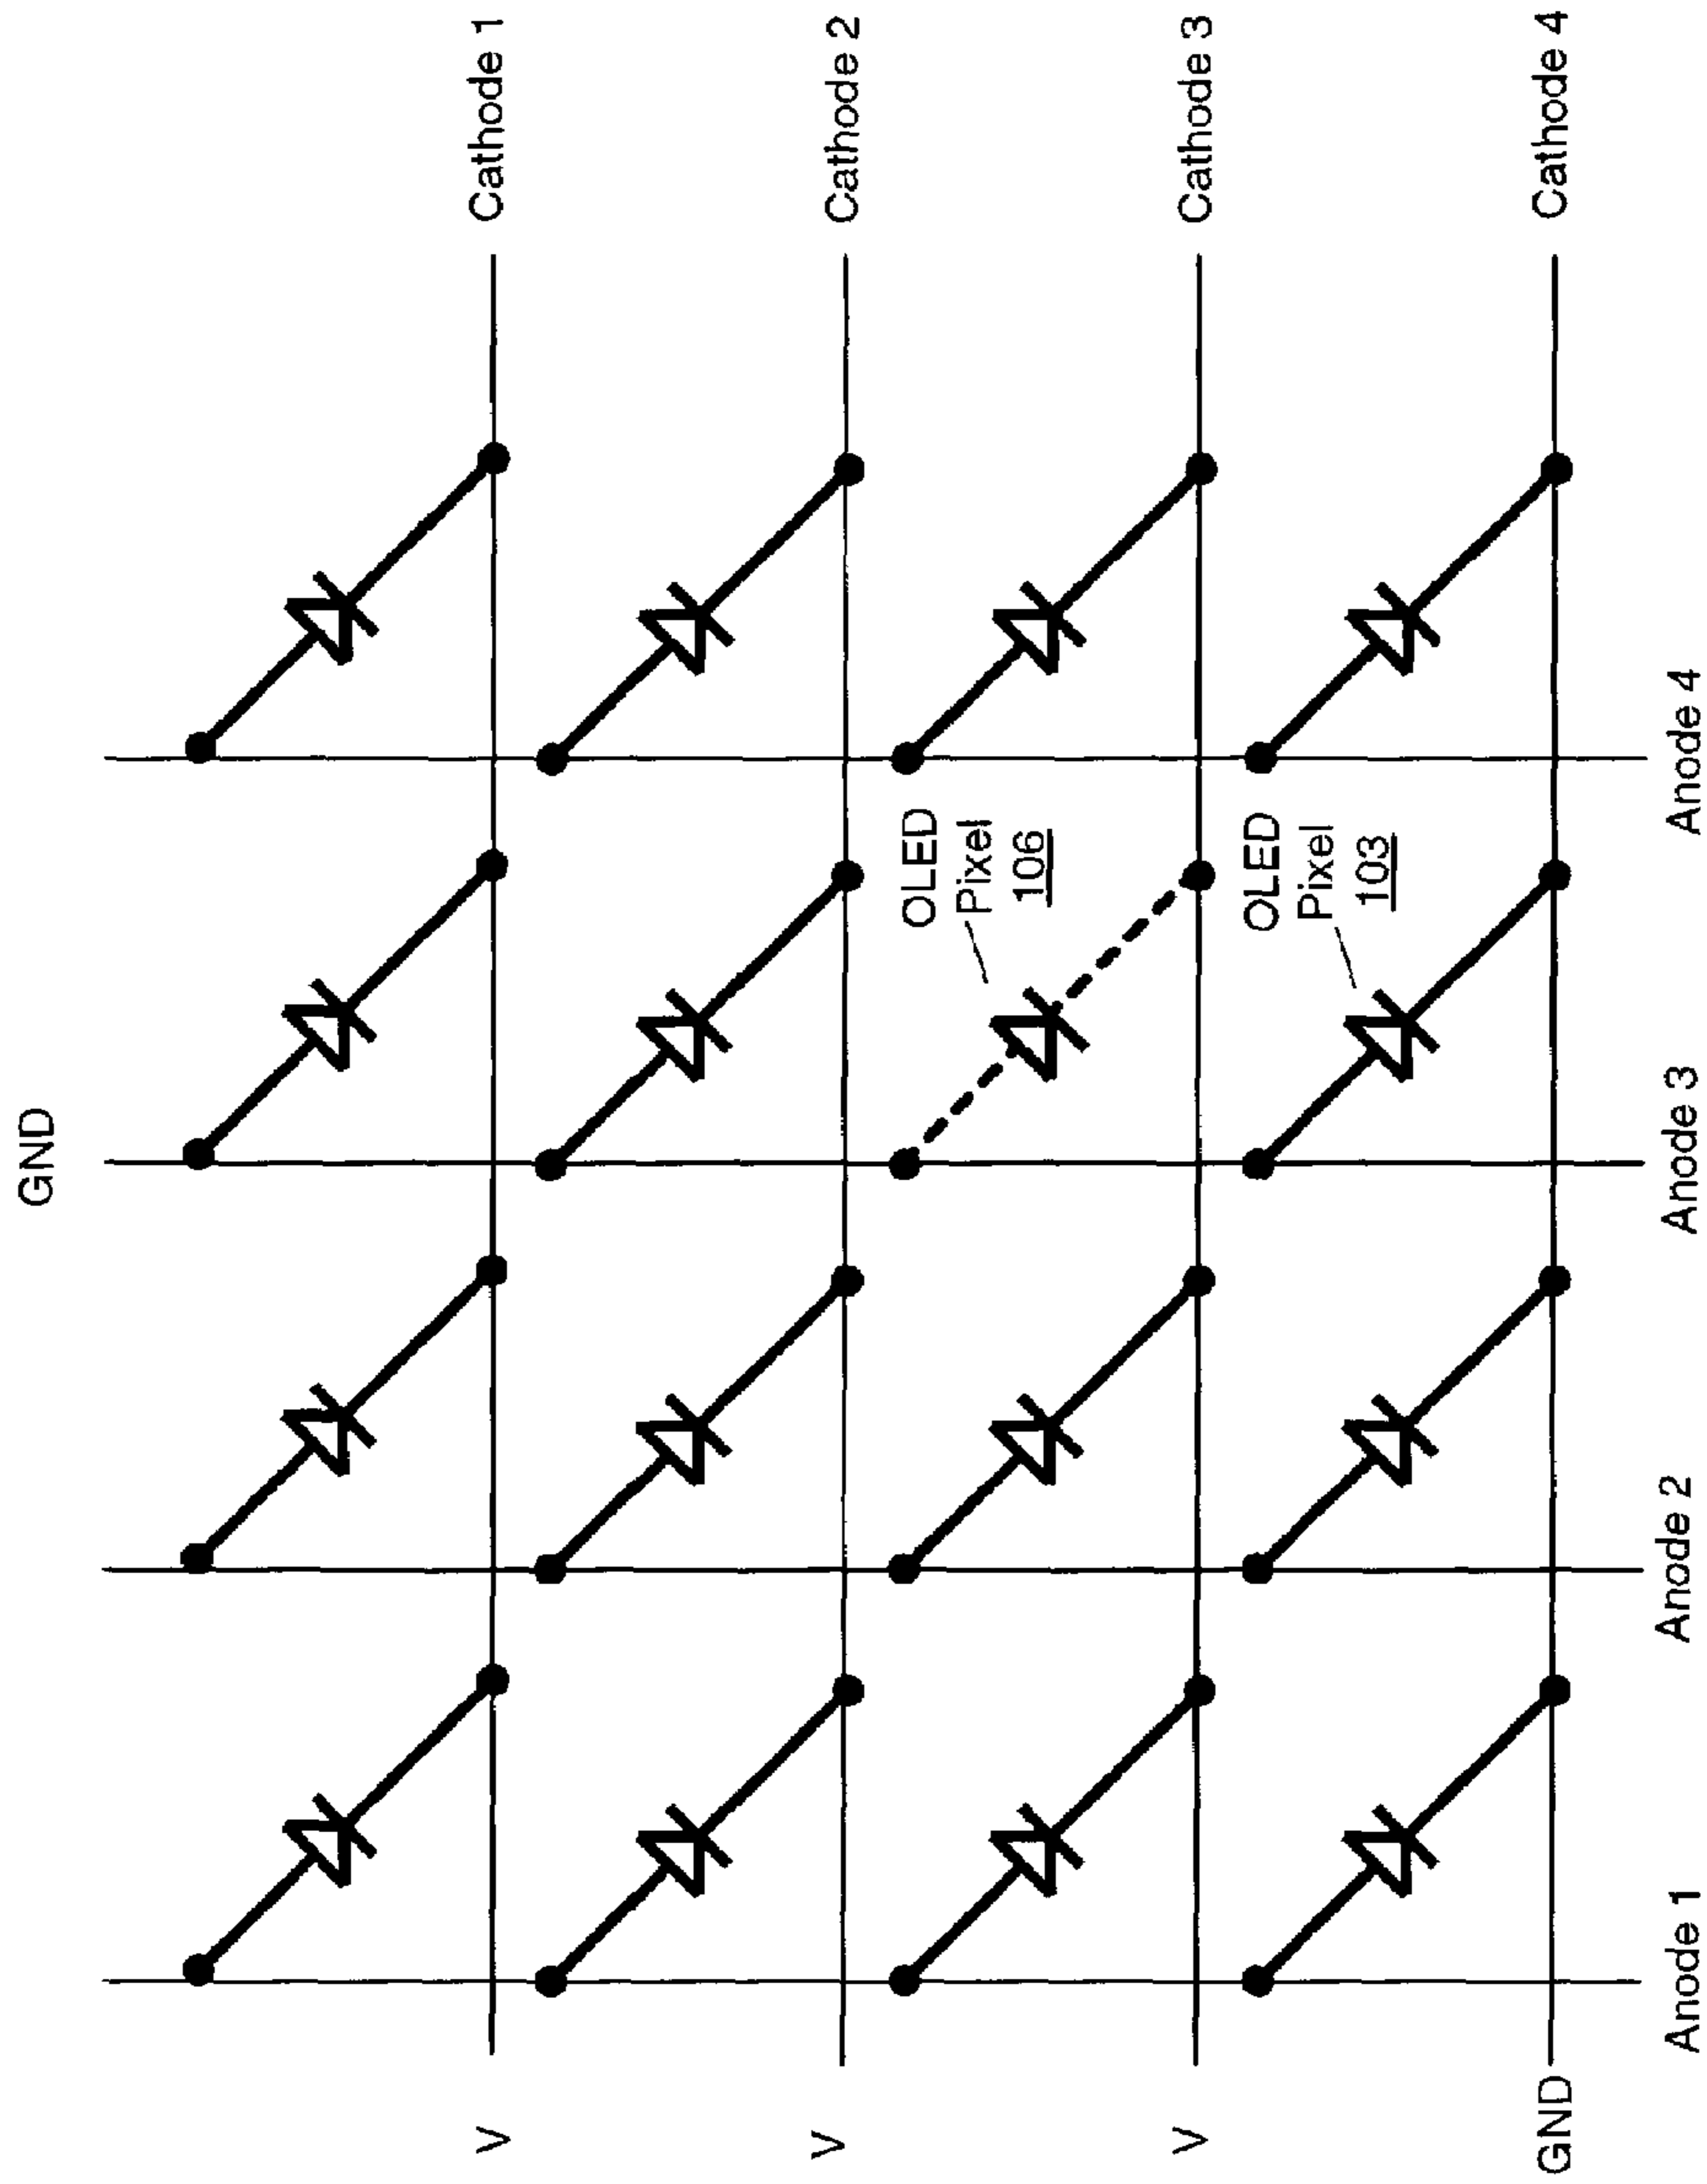 GND
V
Cathode 1
V
Cathode 2
OLED
Pixel
106
V
Cathode 3
OLED
Pixel
103
GND
Cathode 4
Anode 1
Anode 2
Anode 3
Anode 4